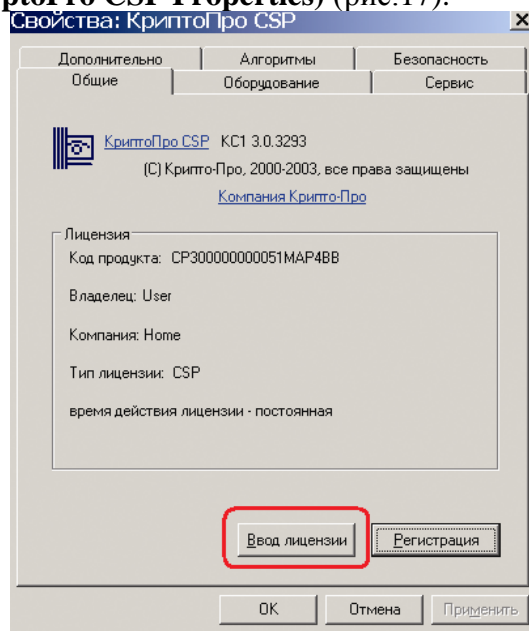 ptoPro CSP Properties) (рис.17).
Свойства: КриптоПро CSP
Дополнительно Алгоритмы Безопасность
Общие Оборудование Сервис
КриптоПро CSP КС1 3.0.3293
(C) Крипто-Про, 2000-2003, все права защищены
Компания Крипто-Про
Лицензия
Код продукта: CP300000000051MAP4BB
Владелец: User
Компания: Home
Тип лицензии: CSP
время действия лицензии - постоянная
Ввод лицензии Регистрация
OK Отмена Применить